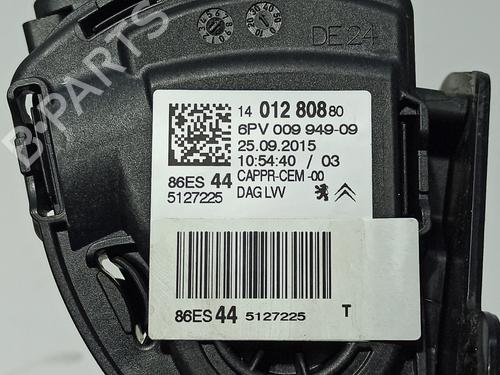 B-PARTS
DE24
14 012 808 80
6PV 009 949-09
25.09.2015
10:54:40 / 03
86ES 44 CAPPR-CEM -00
5127225 DAG LVV
86ES 44 5127225 T